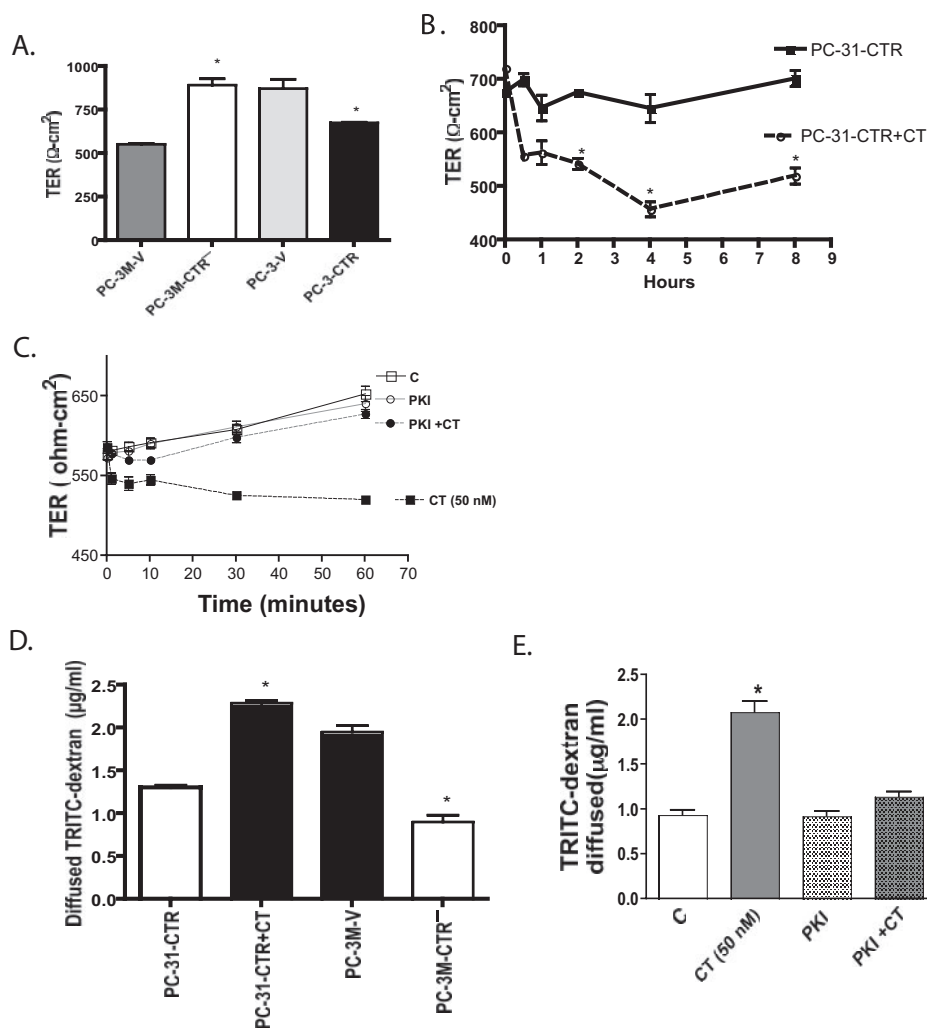 A.
TER (Ω-cm²)
1000
750
500
250
0
*
*
PC-3M-V
PC-3M-CTR⁻
PC-3-V
PC-3-CTR
B.
TER (Ω-cm²)
800
700
600
500
400
PC-31-CTR
PC-31-CTR+CT
*
*
*
0 1 2 3 4 5 6 7 8 9
Hours
C.
TER ( ohm-cm²)
650
550
450
C
PKI
PKI +CT
CT (50 nM)
0 10 20 30 40 50 60 70
Time (minutes)
D.
Diffused TRITC-dextran (µg/ml)
2.5
2.0
1.5
1.0
0.5
0.0
*
*
PC-31-CTR
PC-31-CTR+CT
PC-3M-V
PC-3M-CTR⁻
E.
TRITC-dextran
diffused(µg/ml)
2.5
2.0
1.5
1.0
0.5
0.0
*
C
CT (50 nM)
PKI
PKI +CT